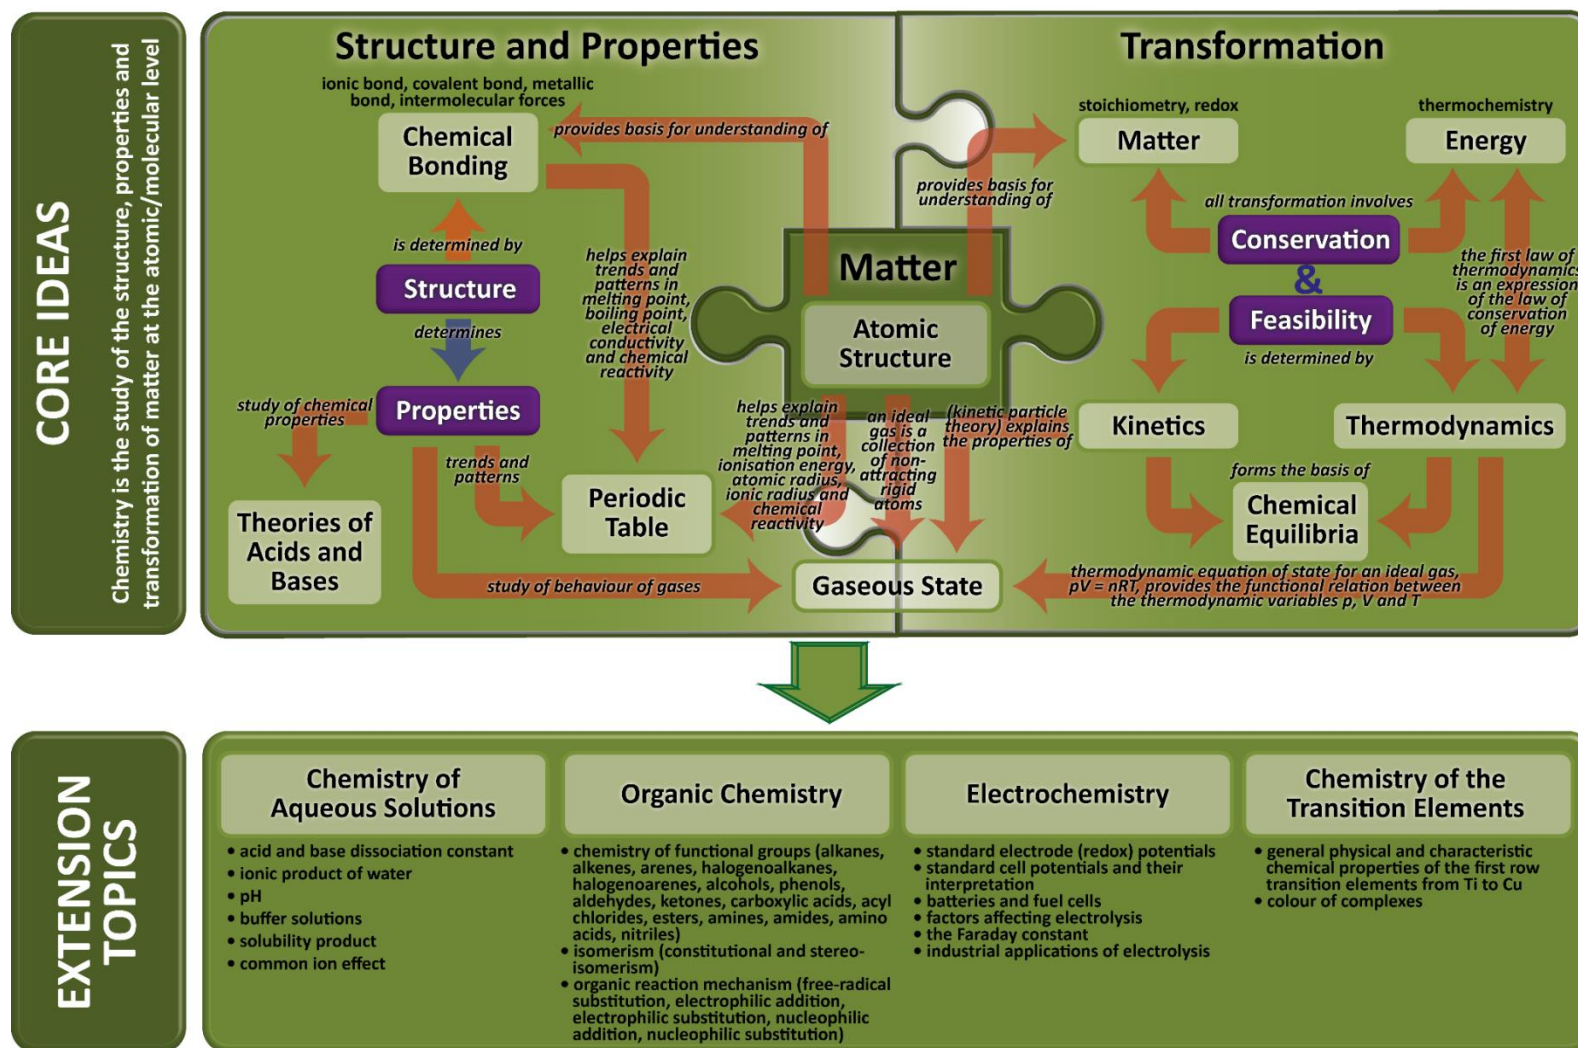 CORE IDEAS
Chemistry is the study of the structure, properties and
transformation of matter at the atomic/molecular level
Structure and Properties
ionic bond, covalent bond, metallic
bond, intermolecular forces
Chemical
Bonding
provides basis for understanding of
is determined by
Structure
determines
Properties
helps explain
trends and
patterns in
melting point,
boiling point,
electrical
conductivity
and chemical
reactivity
study of chemical
properties
trends and
patterns
Theories of
Acids and
Bases
Periodic
Table
study of behaviour of gases
Matter
Atomic
Structure
helps explain
trends and
patterns in
melting point,
ionisation energy,
atomic radius,
ionic radius and
chemical
reactivity
an ideal
gas is a
collection
of non-
attracting
rigid
atoms
(kinetic particle
theory) explains
the properties of
Gaseous State
Transformation
stoichiometry, redox
Matter
thermochemistry
Energy
provides basis for
understanding of
all transformation involves
Conservation
&
Feasibility
is determined by
the first law of
thermodynamics
is an expression
of the law of
conservation
of energy
Kinetics
Thermodynamics
forms the basis of
Chemical
Equilibria
thermodynamic equation of state for an ideal gas,
pV = nRT, provides the functional relation between
the thermodynamic variables p, V and T
EXTENSION
TOPICS
Chemistry of
Aqueous Solutions
• acid and base dissociation constant
• ionic product of water
• pH
• buffer solutions
• solubility product
• common ion effect
Organic Chemistry
• chemistry of functional groups (alkanes,
alkenes, arenes, halogenoalkanes,
halogenoarenes, alcohols, phenols,
aldehydes, ketones, carboxylic acids, acyl
chlorides, esters, amines, amides, amino
acids, nitriles)
• isomerism (constitutional and stereo-
isomerism)
• organic reaction mechanism (free-radical
substitution, electrophilic addition,
electrophilic substitution, nucleophilic
addition, nucleophilic substitution)
Electrochemistry
• standard electrode (redox) potentials
• standard cell potentials and their
interpretation
• batteries and fuel cells
• factors affecting electrolysis
• the Faraday constant
• industrial applications of electrolysis
Chemistry of the
Transition Elements
• general physical and characteristic
chemical properties of the first row
transition elements from Ti to Cu
• colour of complexes